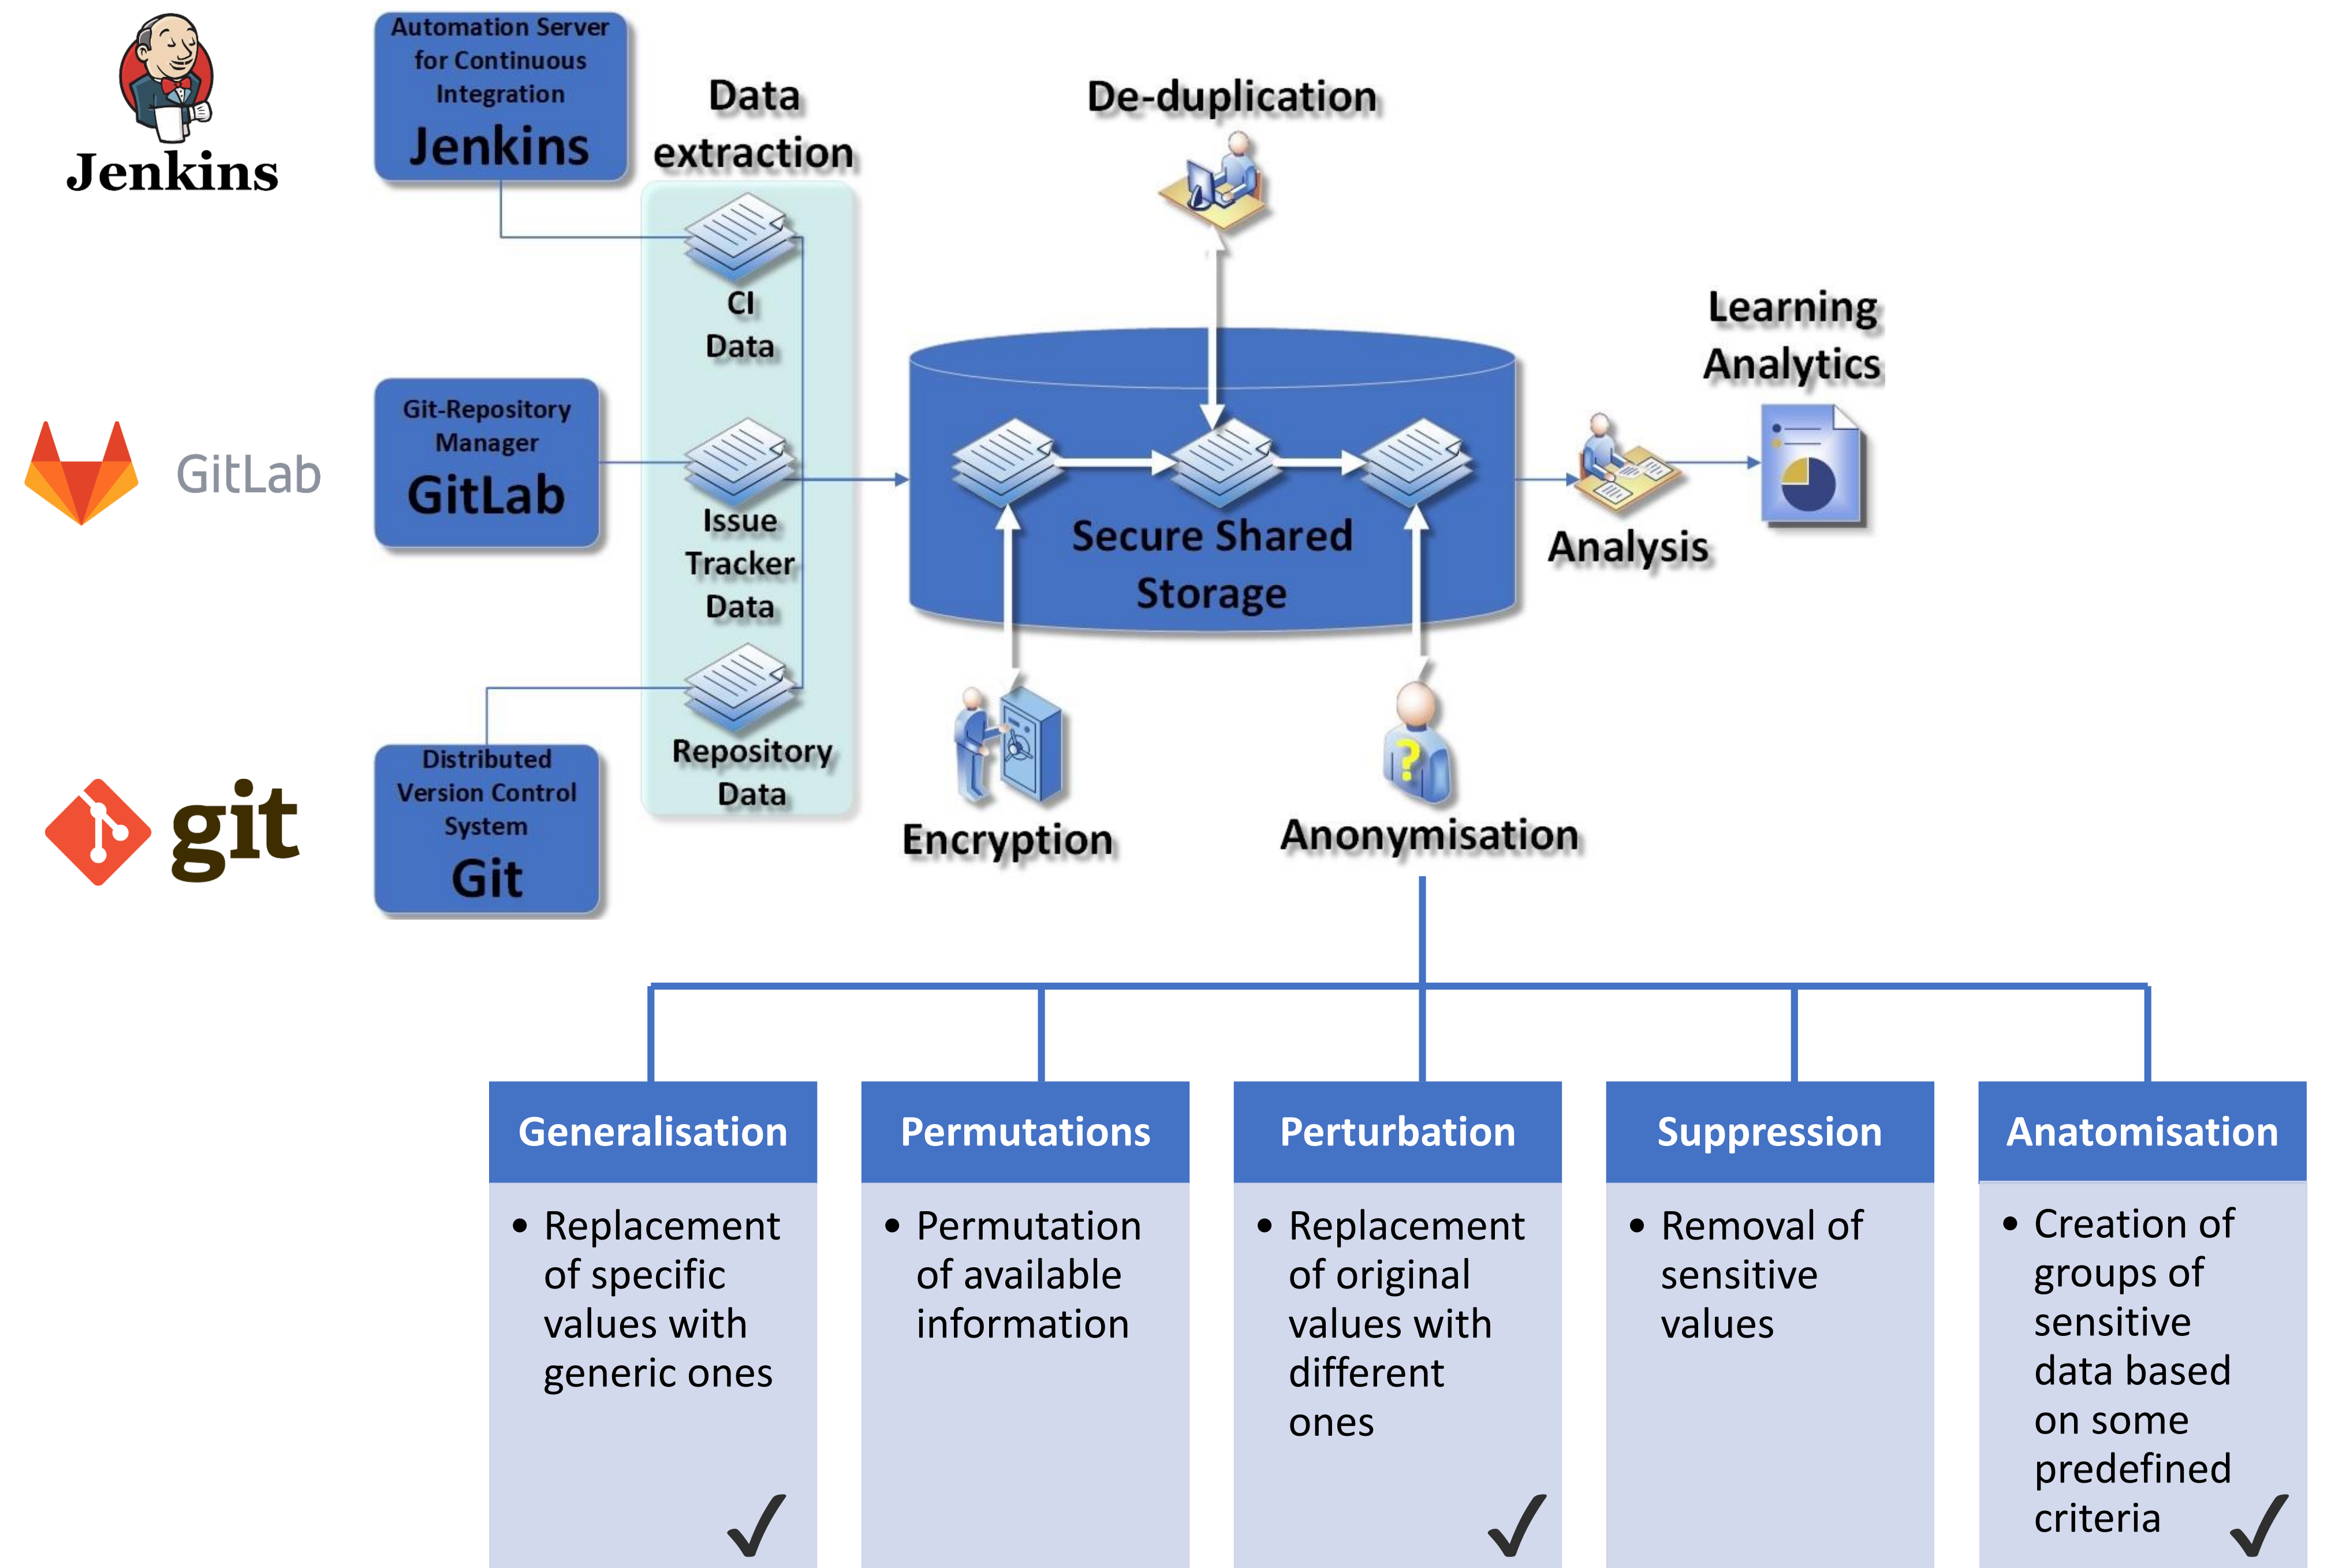 Jenkins
Automation Server
for Continuous
Integration
Jenkins
Data
extraction
CI
Data
De-duplication
Learning
Analytics
GitLab
Git-Repository
Manager
GitLab
Issue
Tracker
Data
Secure Shared
Storage
Analysis
git
Distributed
Version Control
System
Git
Repository
Data
Encryption
?
Anonymisation
Generalisation
• Replacement
of specific
values with
generic ones
✓
Permutations
• Permutation
of available
information
Perturbation
• Replacement
of original
values with
different
ones
✓
Suppression
• Removal of
sensitive
values
Anatomisation
• Creation of
groups of
sensitive
data based
on some
predefined
criteria
✓